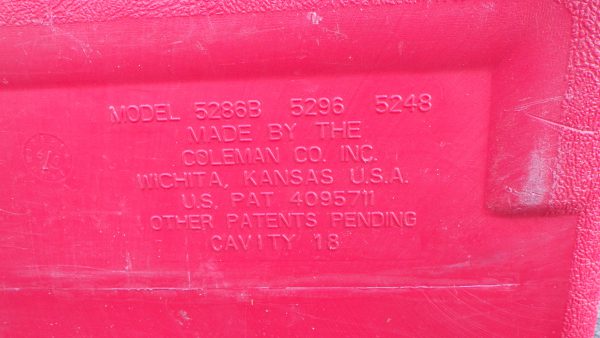 MODEL 5286B 5296 5248
MADE BY THE
COLEMAN CO. INC.
WICHITA, KANSAS U.S.A.
U.S. PAT 4095711
OTHER PATENTS PENDING
CAVITY 18